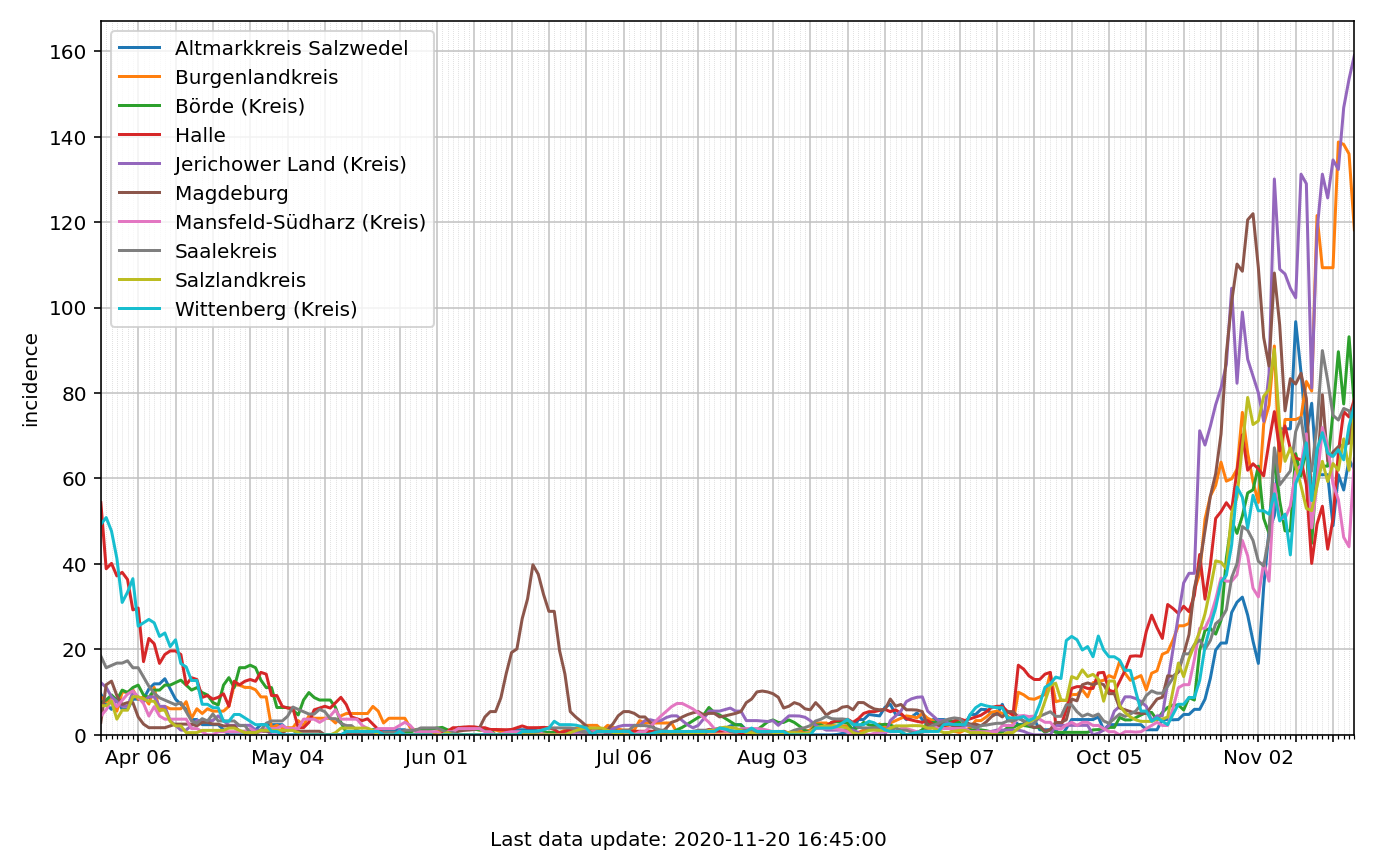 160
140
120
100
80
60
40
20
0
incidence
Altmarkkreis Salzwedel
Burgenlandkreis
Börde (Kreis)
Halle
Jerichower Land (Kreis)
Magdeburg
Mansfeld-Südharz (Kreis)
Saalekreis
Salzlandkreis
Wittenberg (Kreis)
Apr 06 May 04 Jun 01 Jul 06 Aug 03 Sep 07 Oct 05 Nov 02
Last data update: 2020-11-20 16:45:00